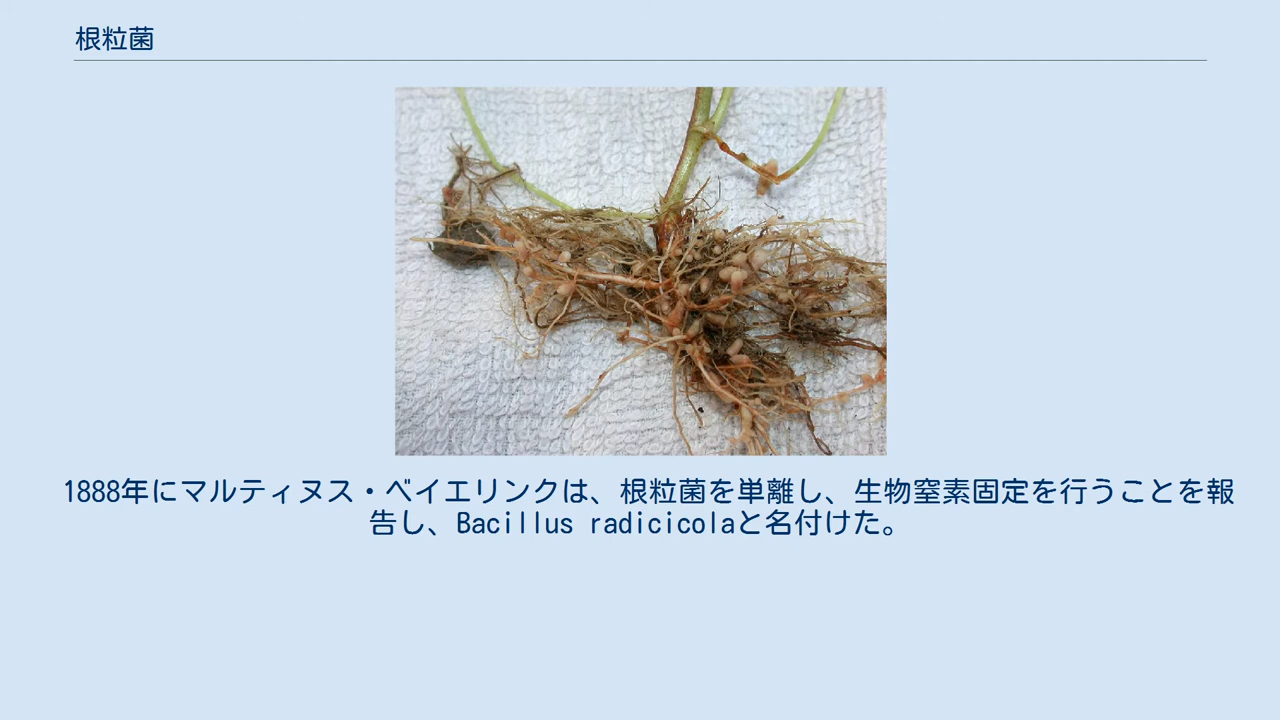 根粒菌
1888年にマルティヌス・ベイエリンクは、根粒菌を単離し、生物窒素固定を行うことを報
告し、Bacillus radicicolaと名付けた。